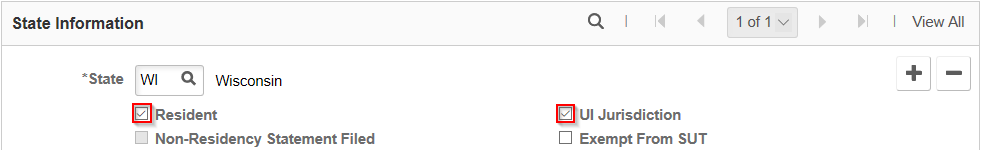 State Information 1 of 1 View All
*State WI Wisconsin
Resident UI Jurisdiction
Non-Residency Statement Filed Exempt From SUT